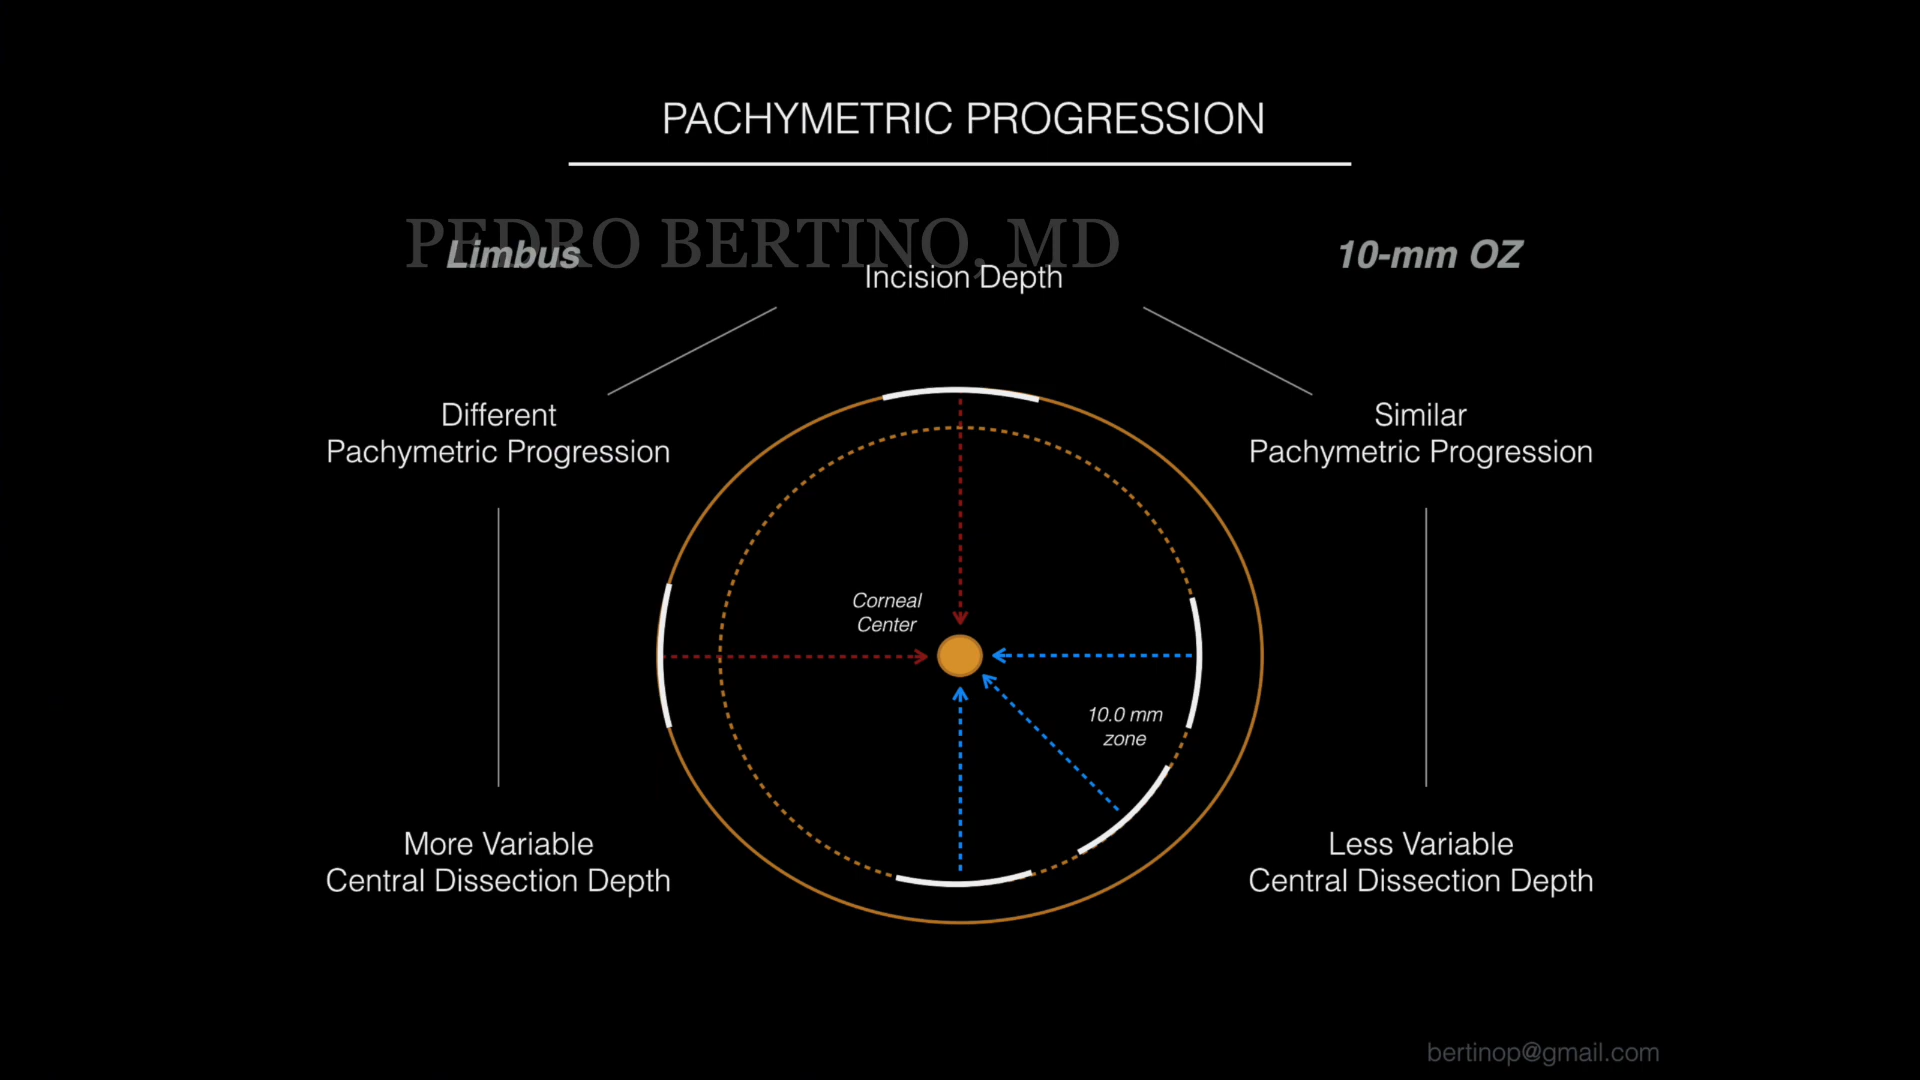 PACHYMETRIC PROGRESSION
PEDRO BERTINO, MD
Limbus
10-mm OZ
Incision Depth
Different
Pachymetric Progression
Similar
Pachymetric Progression
Corneal
Center
10.0 mm
zone
More Variable
Central Dissection Depth
Less Variable
Central Dissection Depth
bertinop@gmail.com